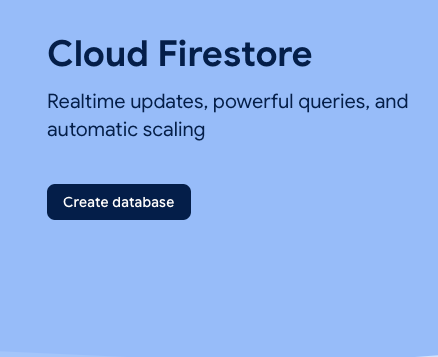 Cloud Firestore
Realtime updates, powerful queries, and
automatic scaling
Create database